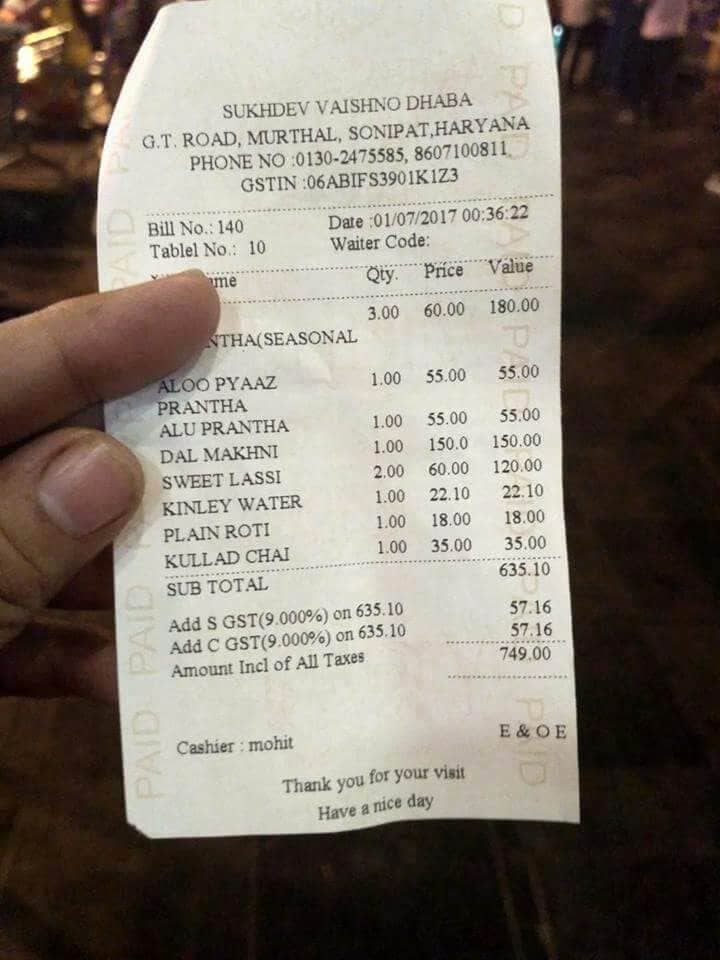 SUKHDEV VAISHNO DHABA
G.T. ROAD, MURTHAL, SONIPAT,HARYANA
PHONE NO :0130-2475585, 8607100811
GSTIN :06ABIFS3901K1Z3
Bill No.: 140 Date :01/07/2017 00:36:22
Tablel No.: 10 Waiter Code:
Qty. Price Value
3.00 60.00 180.00
NTHA(SEASONAL
ALOO PYAAZ 1.00 55.00 55.00
PRANTHA
ALU PRANTHA 1.00 55.00 55.00
DAL MAKHNI 1.00 150.0 150.00
SWEET LASSI 2.00 60.00 120.00
KINLEY WATER 1.00 22.10 22.10
PLAIN ROTI 1.00 18.00 18.00
KULLAD CHAI 1.00 35.00 35.00
SUB TOTAL 635.10
Add S GST(9.000%) on 635.10 57.16
Add C GST(9.000%) on 635.10 57.16
Amount Incl of All Taxes 749.00
E & O E
Cashier : mohit
Thank you for your visit
Have a nice day
PAID PAID PAID PAID PAID